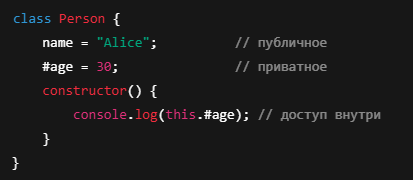 class Person {
    name = "Alice";          // публичное
    #age = 30;               // приватное
    constructor() {
        console.log(this.#age); // доступ внутри
    }
}